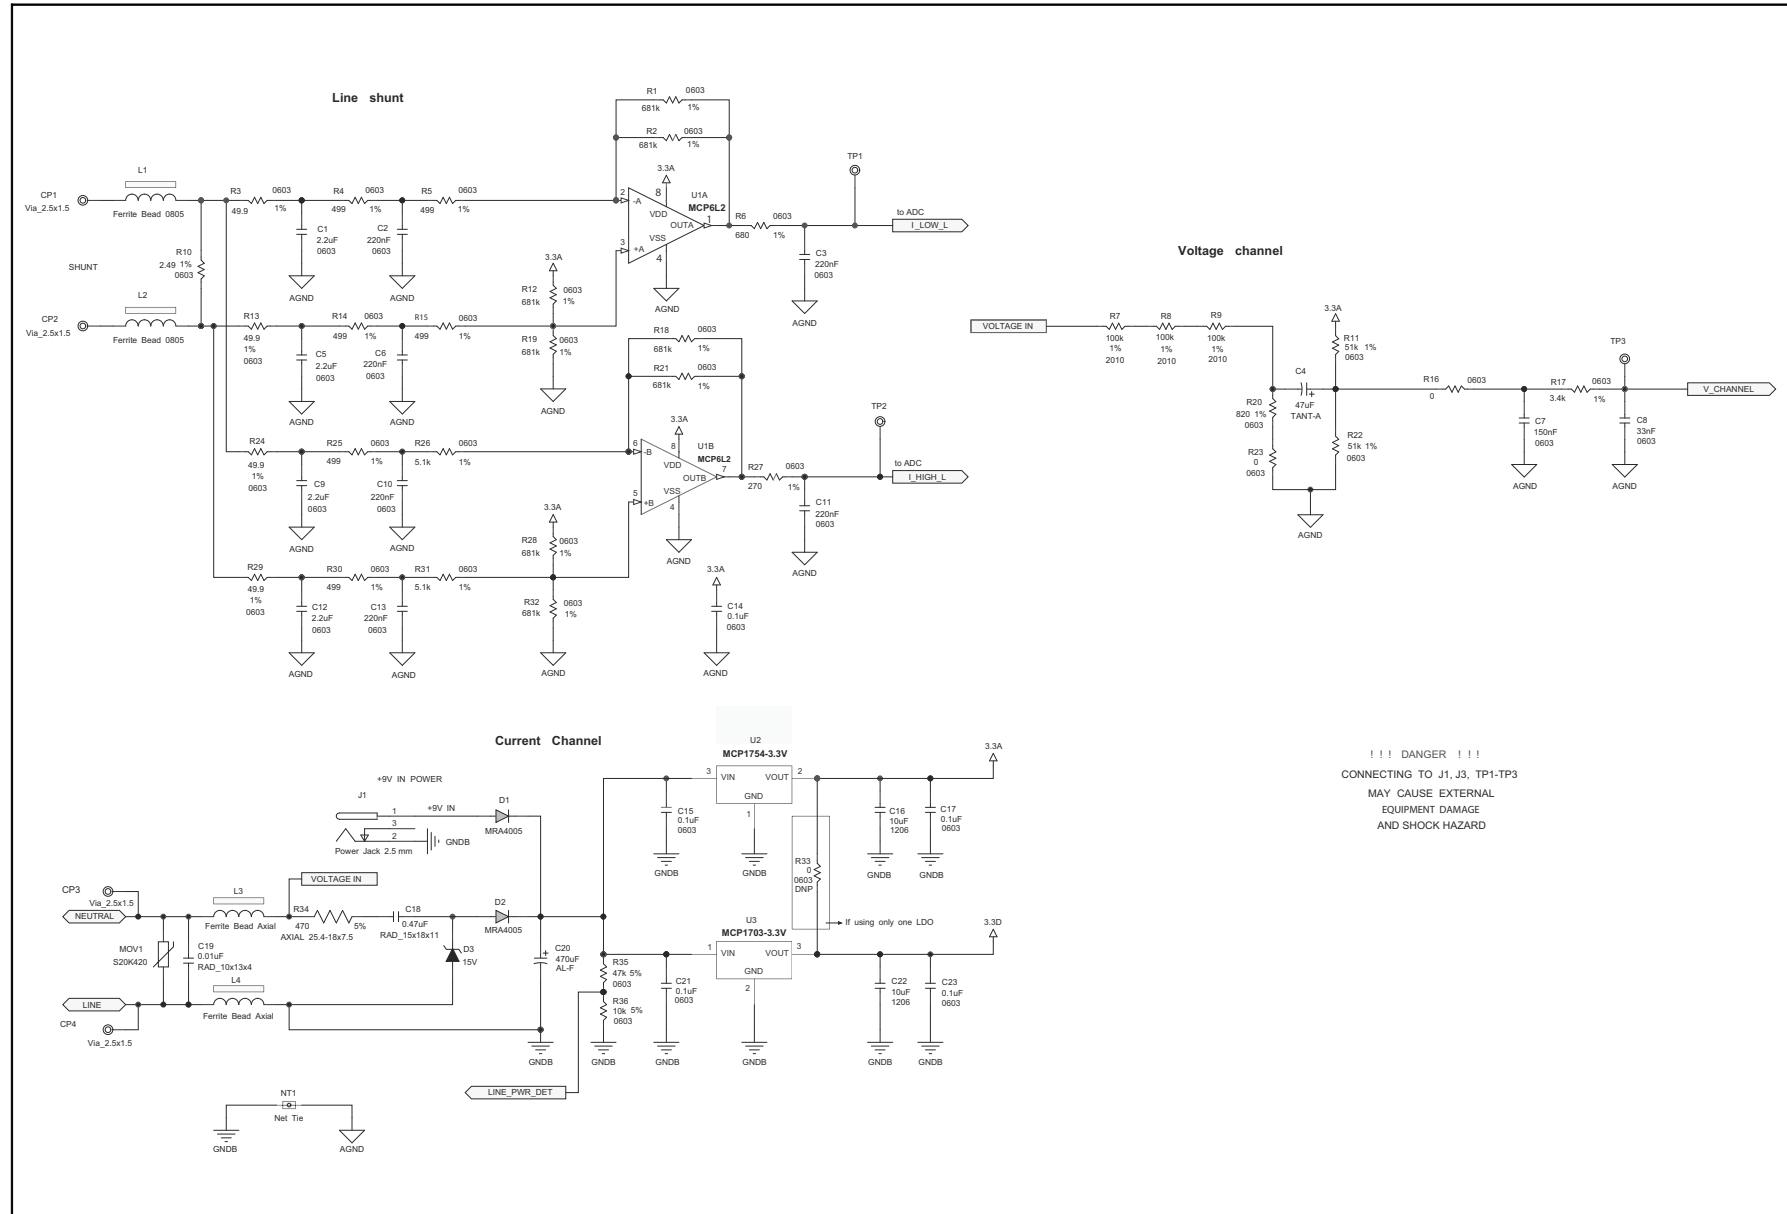 Line shunt
L1
CP1
Via_2.5x1.5
Ferrite Bead 0805
R3
0603
49.9
1%
R4
0603
499
1%
R5
0603
499
1%
C1
2.2uF
0603
AGND
C2
220nF
0603
AGND
R10
2.49 1%
0603
SHUNT
L2
CP2
Via_2.5x1.5
Ferrite Bead 0805
R13
49.9
1%
0603
R14
0603
499
1%
R15
0603
499
1%
C5
2.2uF
0603
AGND
C6
220nF
0603
AGND
R1
0603
681k
1%
R2
0603
681k
1%
3.3A
8
2
-A
VDD
U1A
MCP6L2
OUTA
1
3
+A
VSS
4
AGND
R6
0603
680
1%
TP1
to ADC
I_LOW_L
C3
220nF
0603
AGND
3.3A
R12
681k
0603
1%
R19
681k
0603
1%
AGND
R18
0603
681k
1%
R21
0603
681k
1%
3.3A
8
6
-B
VDD
U1B
MCP6L2
OUTB
7
5
+B
VSS
4
AGND
R27
0603
270
1%
TP2
to ADC
I_HIGH_L
C11
220nF
0603
AGND
R24
49.9
1%
0603
R25
0603
499
1%
R26
0603
5.1k
1%
C9
2.2uF
0603
AGND
C10
220nF
0603
AGND
3.3A
R28
681k
0603
1%
R29
49.9
1%
0603
R30
0603
499
1%
R31
0603
5.1k
1%
C12
2.2uF
0603
AGND
C13
220nF
0603
AGND
R32
681k
0603
1%
AGND
3.3A
C14
0.1uF
0603
AGND
Voltage channel
VOLTAGE IN
R7
100k
1%
2010
R8
100k
1%
2010
R9
100k
1%
2010
3.3A
R11
51k 1%
0603
C4
+
47uF
TANT-A
R20
820 1%
0603
R23
0
0603
R22
51k 1%
0603
AGND
R16
0603
0
R17
0603
3.4k
1%
TP3
V_CHANNEL
C7
150nF
0603
AGND
C8
33nF
0603
AGND
Current Channel
+9V IN POWER
J1
1
+9V IN
3
2
GNDB
Power Jack 2.5 mm
D1
MRA4005
CP3
Via_2.5x1.5
NEUTRAL
L3
Ferrite Bead Axial
VOLTAGE IN
R34
470
5%
AXIAL 25.4-18x7.5
C18
0.47uF
RAD_15x18x11
D2
MRA4005
MOV1
S20K420
C19
0.01uF
RAD_10x13x4
L4
Ferrite Bead Axial
LINE
CP4
Via_2.5x1.5
D3
15V
+
C20
470uF
AL-F
GNDB
R35
47k 5%
0603
R36
10k 5%
0603
GNDB
LINE_PWR_DET
U2
MCP1754-3.3V
3
VIN
VOUT
2
GND
1
GNDB
C15
0.1uF
0603
GNDB
C16
10uF
1206
GNDB
C17
0.1uF
0603
GNDB
3.3A
R33
0
0603
DNP
If using only one LDO
U3
MCP1703-3.3V
1
VIN
VOUT
3
GND
2
GNDB
C21
0.1uF
0603
GNDB
C22
10uF
1206
GNDB
C23
0.1uF
0603
GNDB
3.3D
NT1
Net Tie
GNDB
AGND
! ! ! DANGER ! ! !
CONNECTING TO J1, J3, TP1-TP3
MAY CAUSE EXTERNAL
EQUIPMENT DAMAGE
AND SHOCK HAZARD